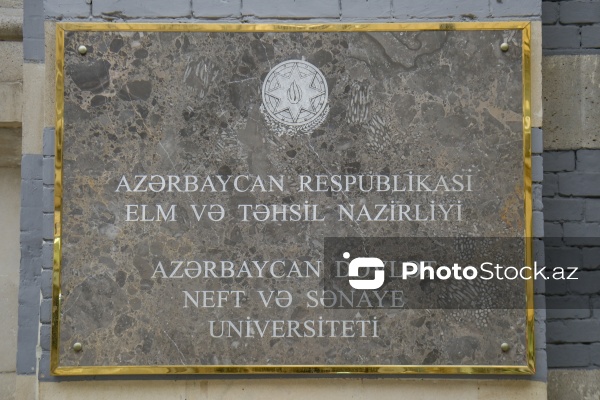 AZƏRBAYCAN RESPUBLİKASİ
ELM VƏ TƏHSİL NAZİRLİYİ
AZƏRBAYCAN
NEFT VƏ SƏNAYE
UNİVERSİTETİ
PhotoStock.az